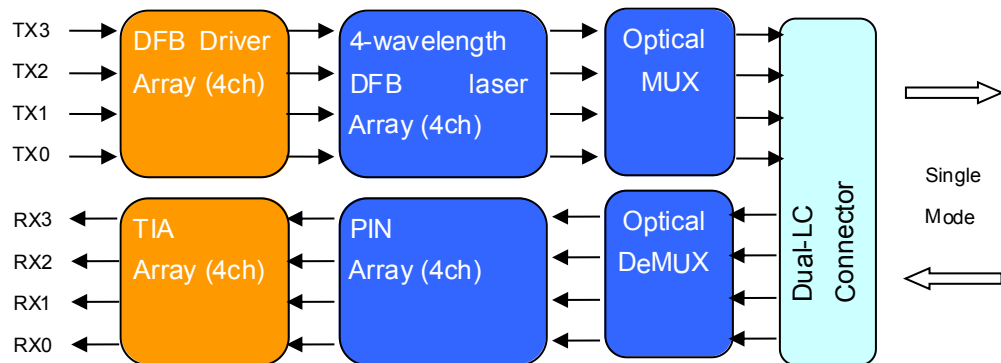 TX3
TX2
TX1
TX0
DFB Driver
Array (4ch)
4-wavelength
DFB laser
Array (4ch)
Optical
MUX
RX3
RX2
RX1
RX0
TIA
Array (4ch)
PIN
Array (4ch)
Optical
DeMUX
Dual-LC
Connector
Single
Mode